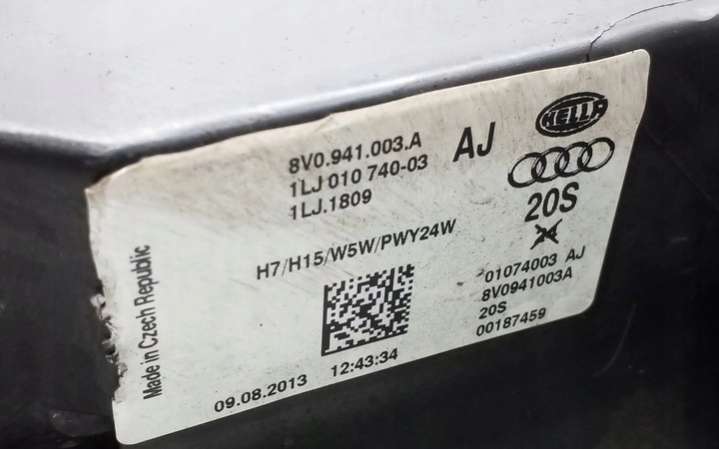 HELLA
8V0.941.003.A
AJ
1LJ 010 740-03
1LJ.1809
20S
24
H7/H15/W5W/PWY24W
01074003 AJ
8V0941003A
20S
00187459
Made in Czech Republic
09.08.2013 12:43:34